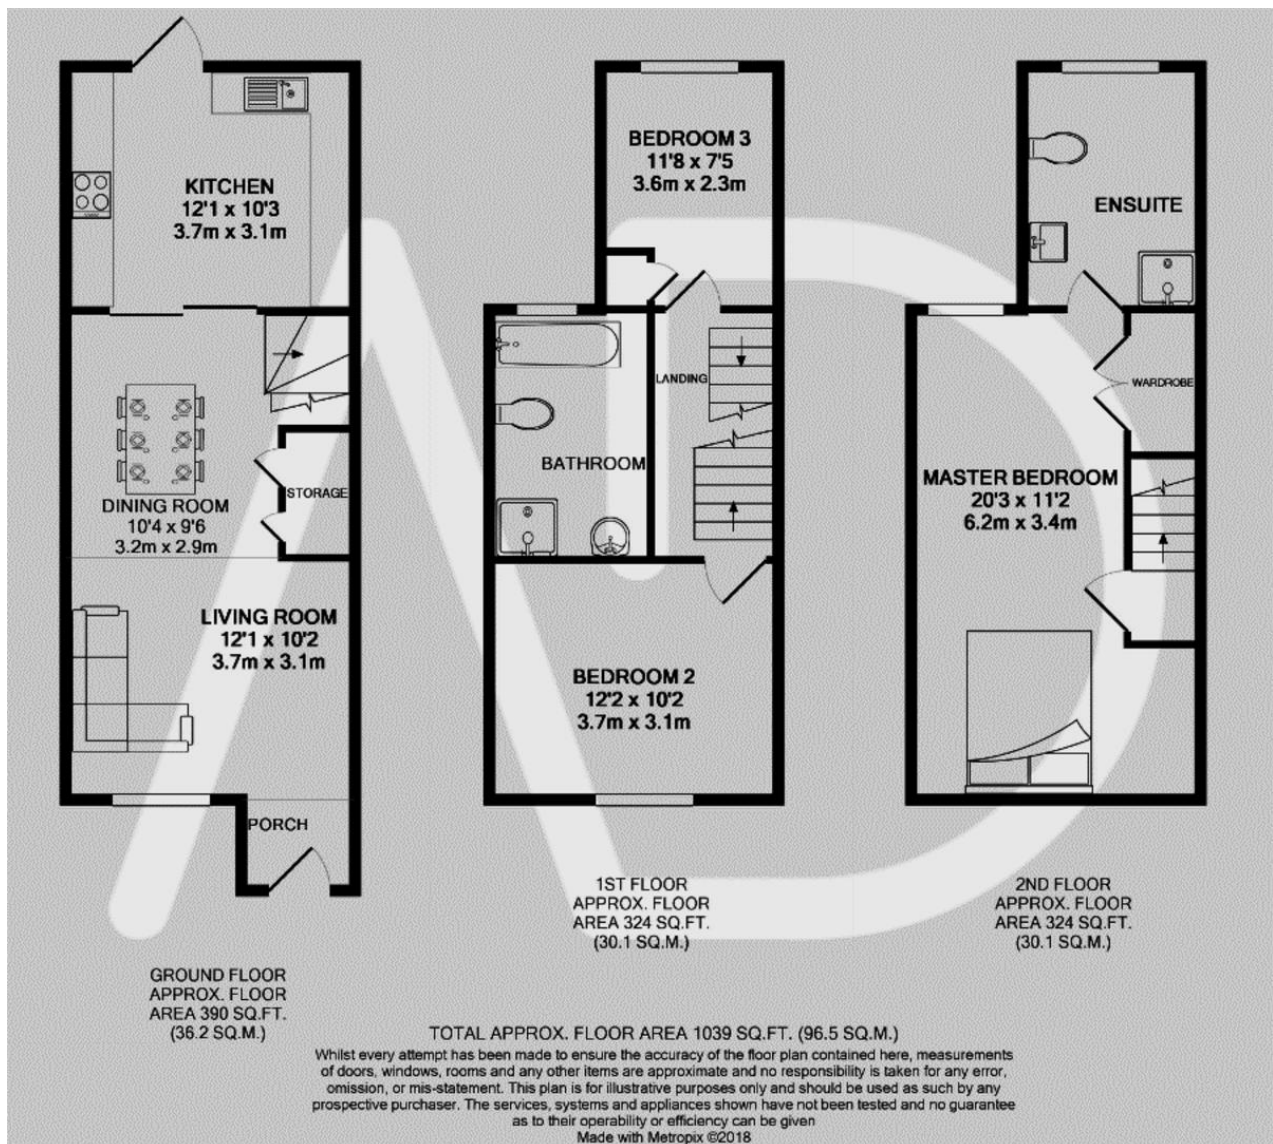 KITCHEN
12'1 x 10'3
3.7m x 3.1m
DINING ROOM
10'4 x 9'6
3.2m x 2.9m
STORAGE
LIVING ROOM
12'1 x 10'2
3.7m x 3.1m
PORCH
GROUND FLOOR
APPROX. FLOOR
AREA 390 SQ.FT.
(36.2 SQ.M.)
BEDROOM 3
11'8 x 7'5
3.6m x 2.3m
LANDING
BATHROOM
BEDROOM 2
12'2 x 10'2
3.7m x 3.1m
1ST FLOOR
APPROX. FLOOR
AREA 324 SQ.FT.
(30.1 SQ.M.)
ENSUITE
WARDROBE
MASTER BEDROOM
20'3 x 11'2
6.2m x 3.4m
2ND FLOOR
APPROX. FLOOR
AREA 324 SQ.FT.
(30.1 SQ.M.)
TOTAL APPROX. FLOOR AREA 1039 SQ.FT. (96.5 SQ.M.)
Whilst every attempt has been made to ensure the accuracy of the floor plan contained here, measurements
of doors, windows, rooms and any other items are approximate and no responsibility is taken for any error,
omission, or mis-statement. This plan is for illustrative purposes only and should be used as such by any
prospective purchaser. The services, systems and appliances shown have not been tested and no guarantee
as to their operability or efficiency can be given
Made with Metropix ©2018